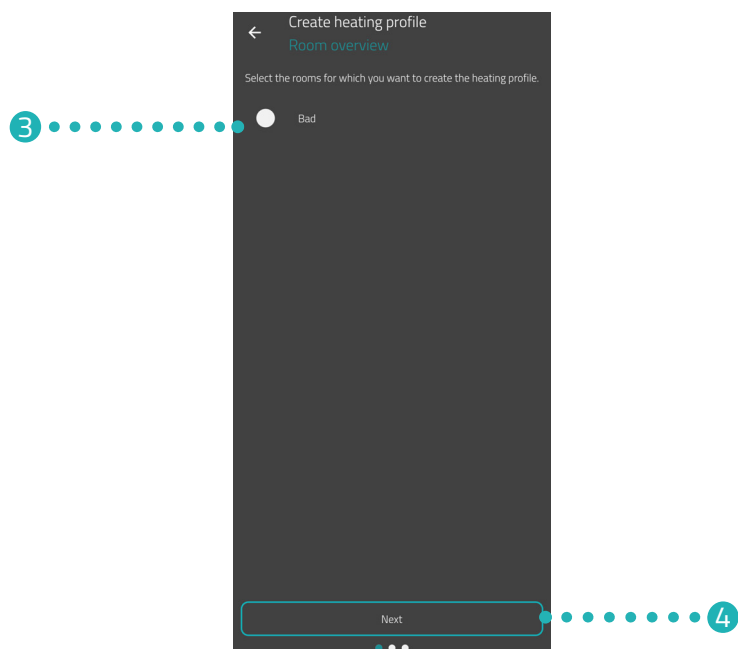 Create heating profile
Room overview
Select the rooms for which you want to create the heating profile.
3
Bad
Next
4